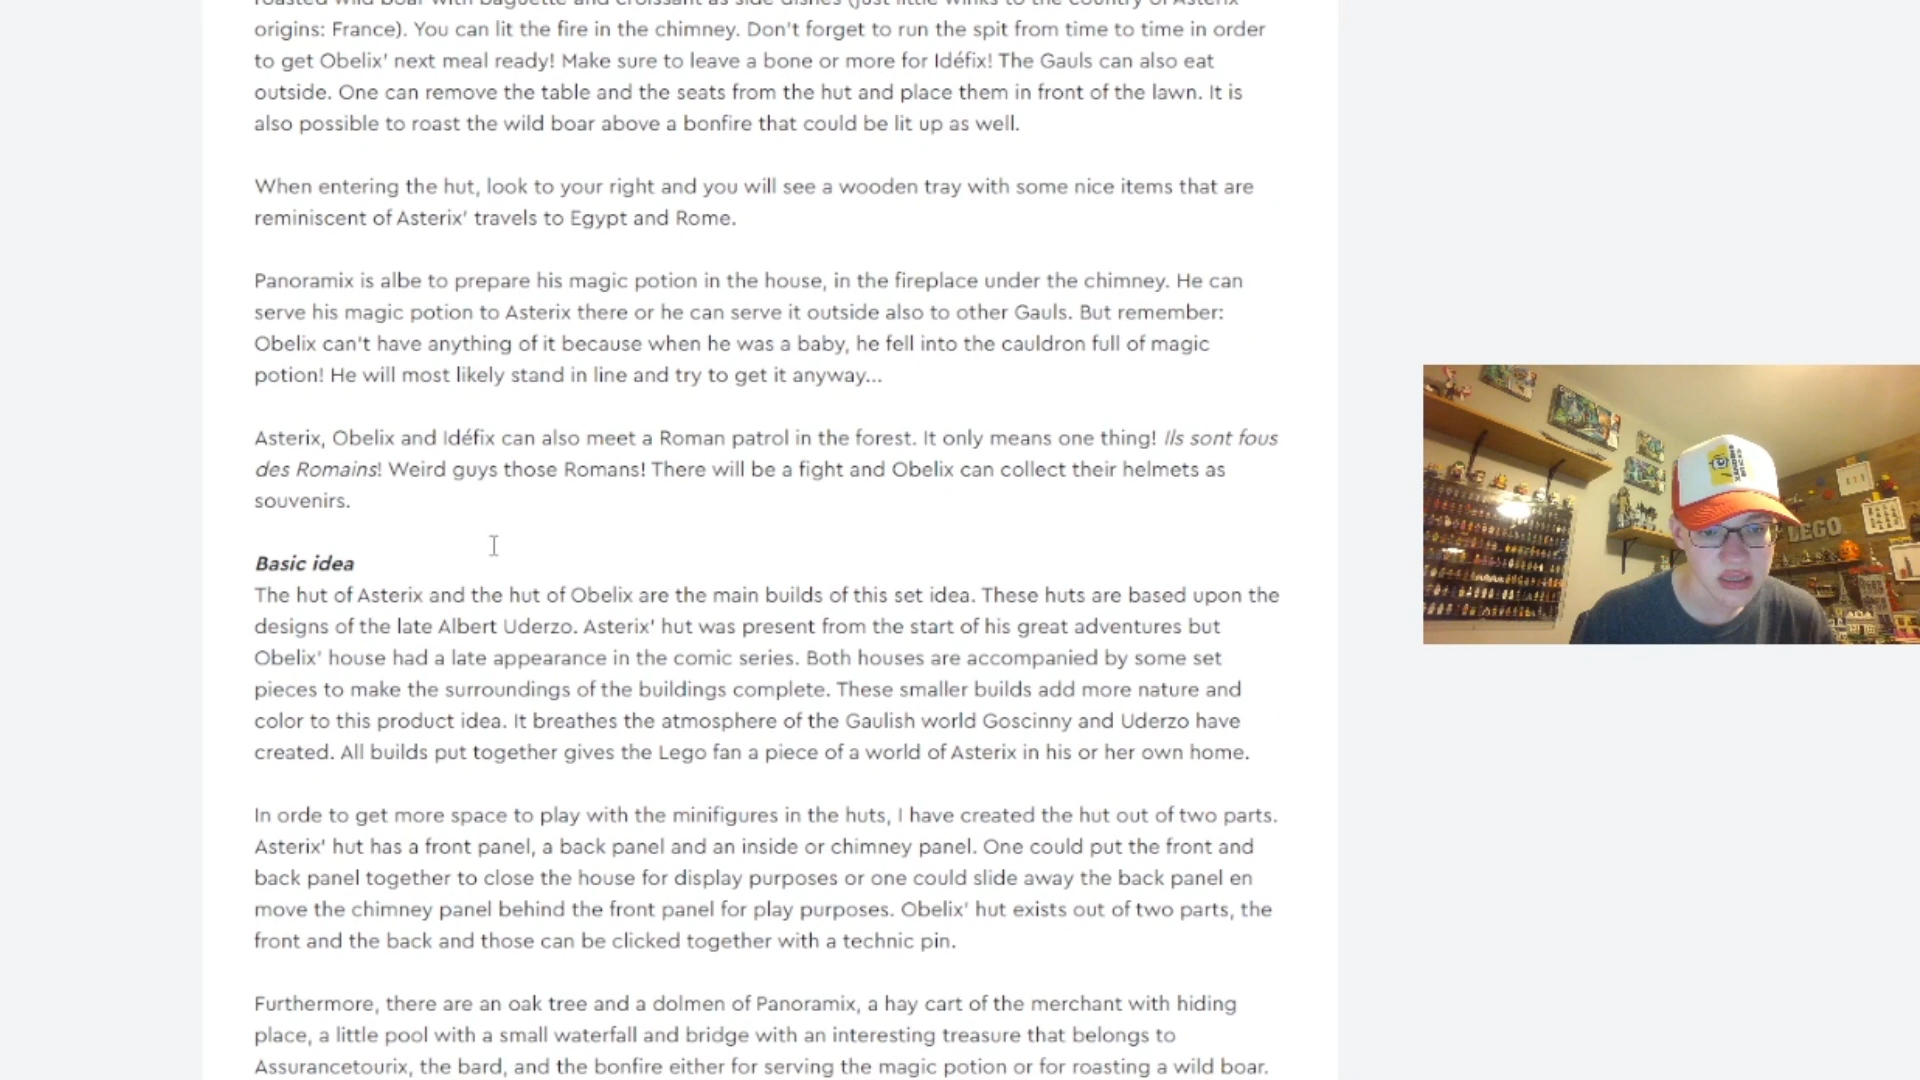 origins: France). You can lit the fire in the chimney. Don't forget to run the spit from time to time in order
to get Obelix' next meal ready! Make sure to leave a bone or more for Idéfix! The Gauls can also eat
outside. One can remove the table and the seats from the hut and place them in front of the lawn. It is
also possible to roast the wild boar above a bonfire that could be lit up as well.
When entering the hut, look to your right and you will see a wooden tray with some nice items that are
reminiscent of Asterix' travels to Egypt and Rome.
Panoramix is albe to prepare his magic potion in the house, in the fireplace under the chimney. He can
serve his magic potion to Asterix there or he can serve it outside also to other Gauls. But remember:
Obelix can't have anything of it because when he was a baby, he fell into the cauldron full of magic
potion! He will most likely stand in line and try to get it anyway...
Asterix, Obelix and Idéfix can also meet a Roman patrol in the forest. It only means one thing! Ils sont fous
des Romains! Weird guys those Romans! There will be a fight and Obelix can collect their helmets as
souvenirs.
Basic idea
The hut of Asterix and the hut of Obelix are the main builds of this set idea. These huts are based upon the
designs of the late Albert Uderzo. Asterix' hut was present from the start of his great adventures but
Obelix' house had a late appearance in the comic series. Both houses are accompanied by some set
pieces to make the surroundings of the buildings complete. These smaller builds add more nature and
color to this product idea. It breathes the atmosphere of the Gaulish world Goscinny and Uderzo have
created. All builds put together gives the Lego fan a piece of a world of Asterix in his or her own home.
In orde to get more space to play with the minifigures in the huts, I have created the hut out of two parts.
Asterix' hut has a front panel, a back panel and an inside or chimney panel. One could put the front and
back panel together to close the house for display purposes or one could slide away the back panel en
move the chimney panel behind the front panel for play purposes. Obelix' hut exists out of two parts, the
front and the back and those can be clicked together with a technic pin.
Furthermore, there are an oak tree and a dolmen of Panoramix, a hay cart of the merchant with hiding
place, a little pool with a small waterfall and bridge with an interesting treasure that belongs to
Assurancetourix, the bard, and the bonfire either for serving the magic potion or for roasting a wild boar.
LEGO